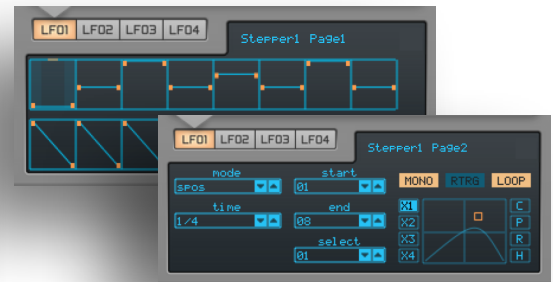 LFO1 LFO2 LFO3 LFO4
Stepper1 Page1
LFO1 LFO2 LFO3 LFO4
Stepper1 Page2
mode start
spos 01
MONO RTRG LOOP
time end
1/4 08
select
01
X1 C
X2 P
X3 R
X4 H